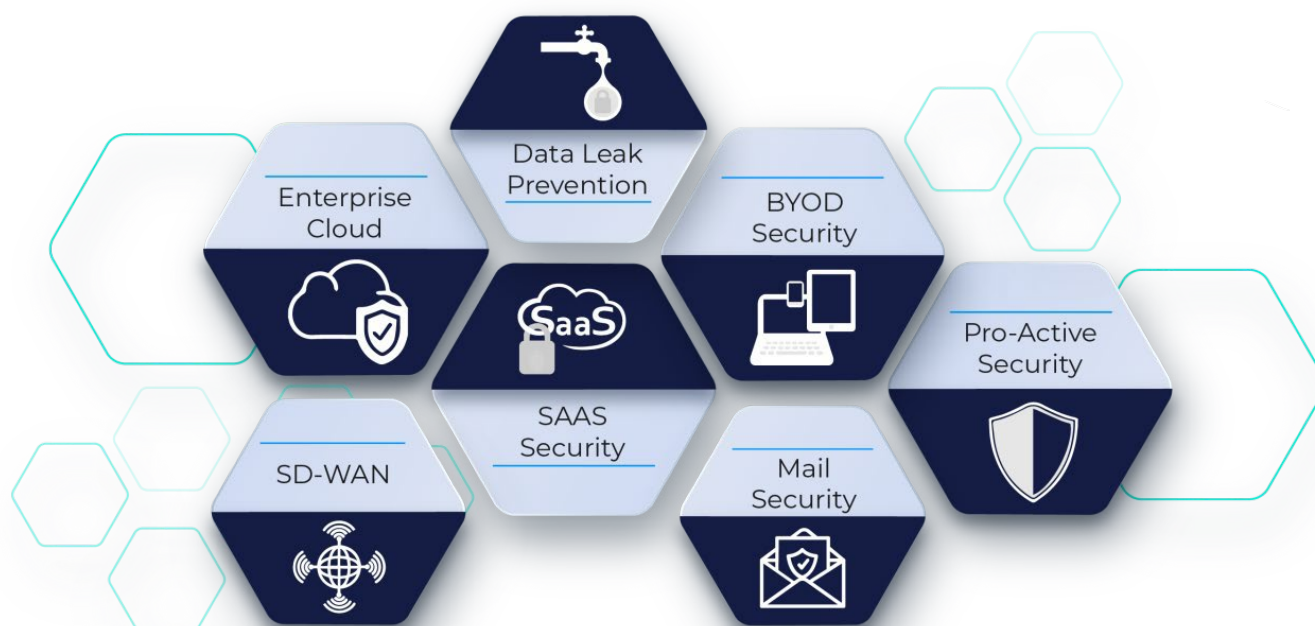 Data Leak
Prevention
Enterprise
Cloud
BYOD
Security
SaaS
SAAS
Security
Pro-Active
Security
SD-WAN
Mail
Security